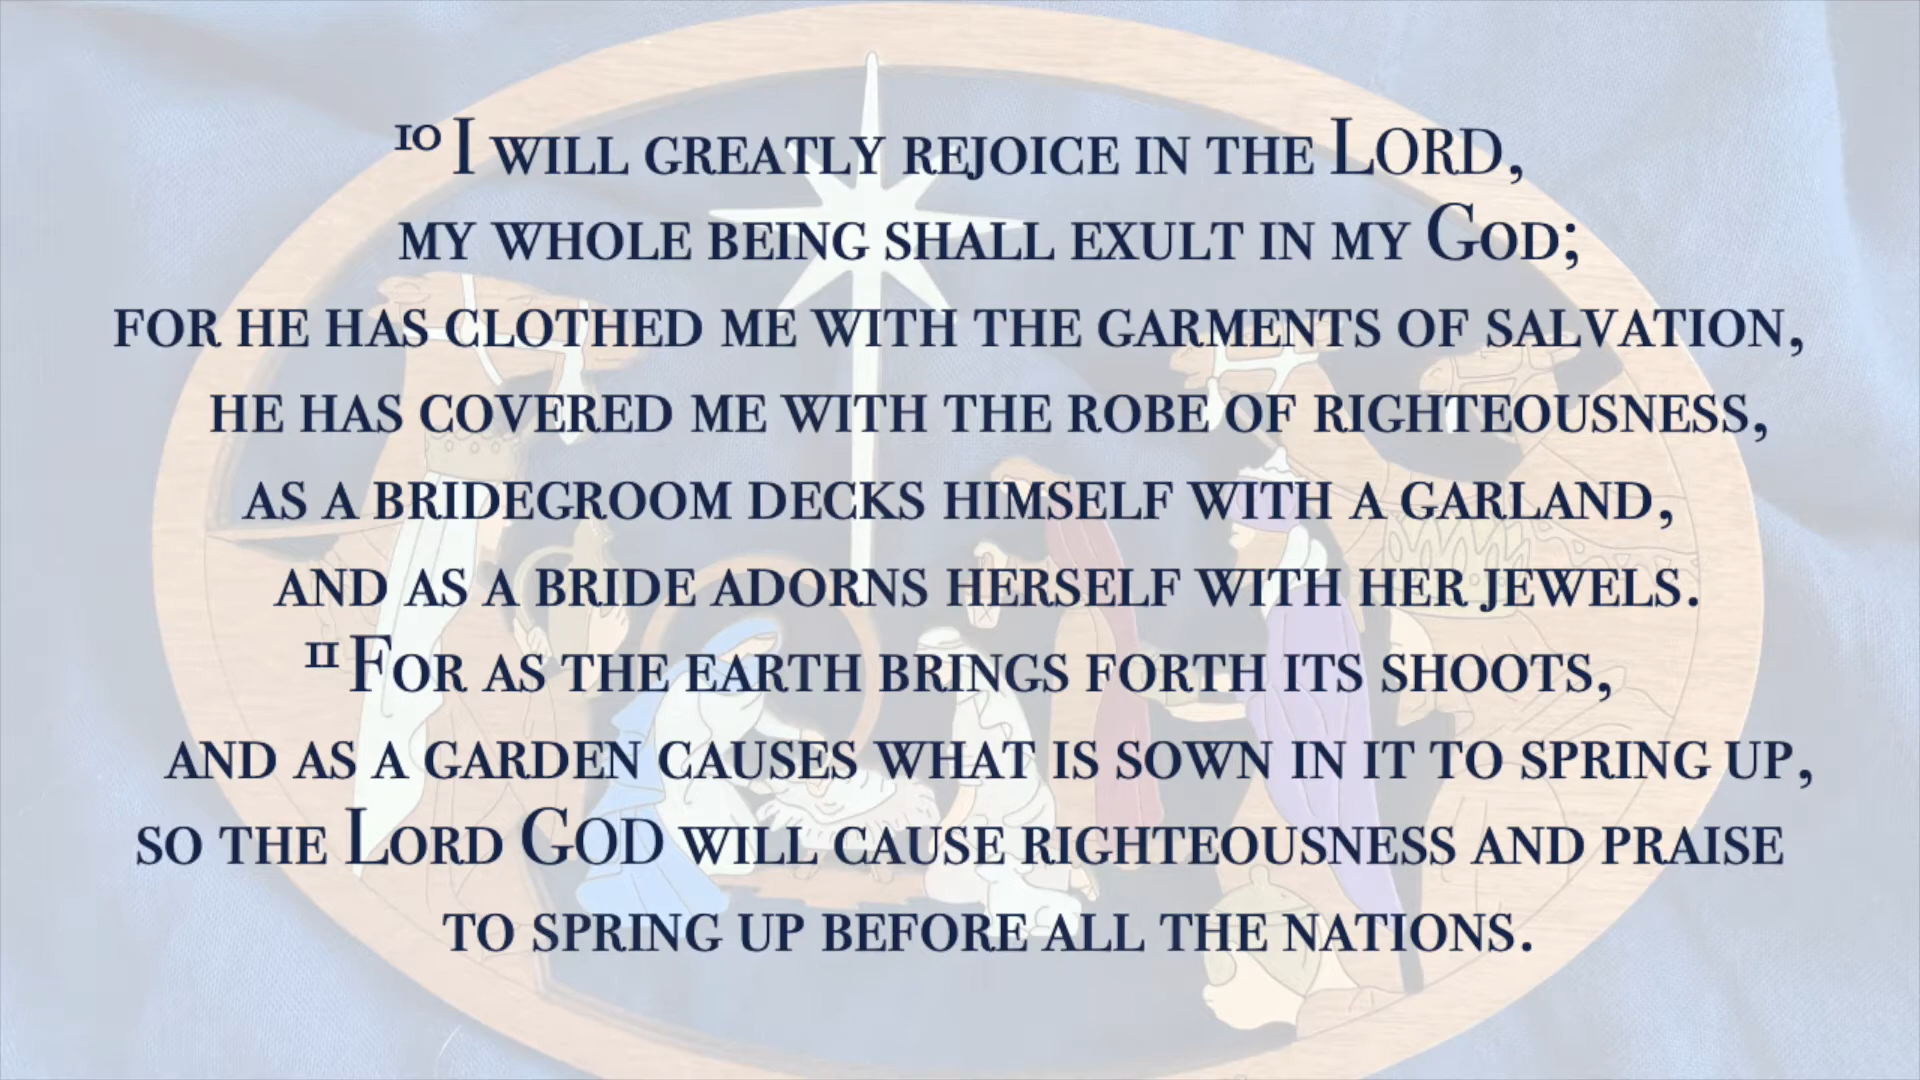 10 I will greatly rejoice in the Lord,
my whole being shall exult in my God;
for he has clothed me with the garments of salvation,
he has covered me with the robe of righteousness,
as a bridegroom decks himself with a garland,
and as a bride adorns herself with her jewels.
11 For as the earth brings forth its shoots,
and as a garden causes what is sown in it to spring up,
so the Lord GOD will cause righteousness and praise
to spring up before all the nations.